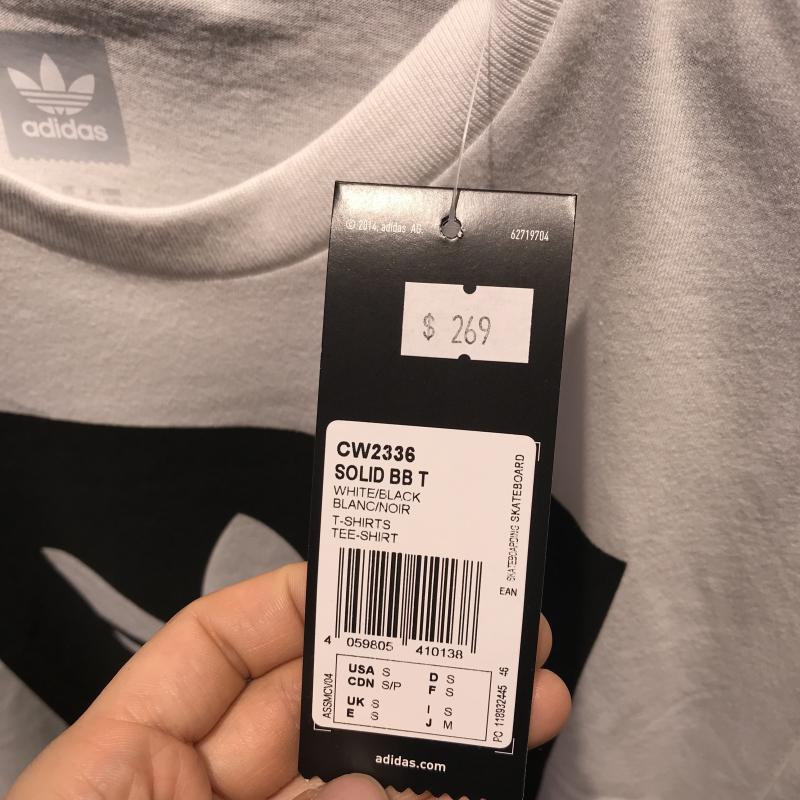 adidas
© 2014, adidas AG.
62719704
$ 269
CW2336
SOLID BB T
WHITE/BLACK
BLANC/NOIR
T-SHIRTS
TEE-SHIRT
SKATEBOARDING SKATEBOARD
EAN
4 059805 410138
ASSMCV04
USA S
CDN S/P
UK S
E S
D S
F S
I S
J M
PC 118932445 46
adidas.com